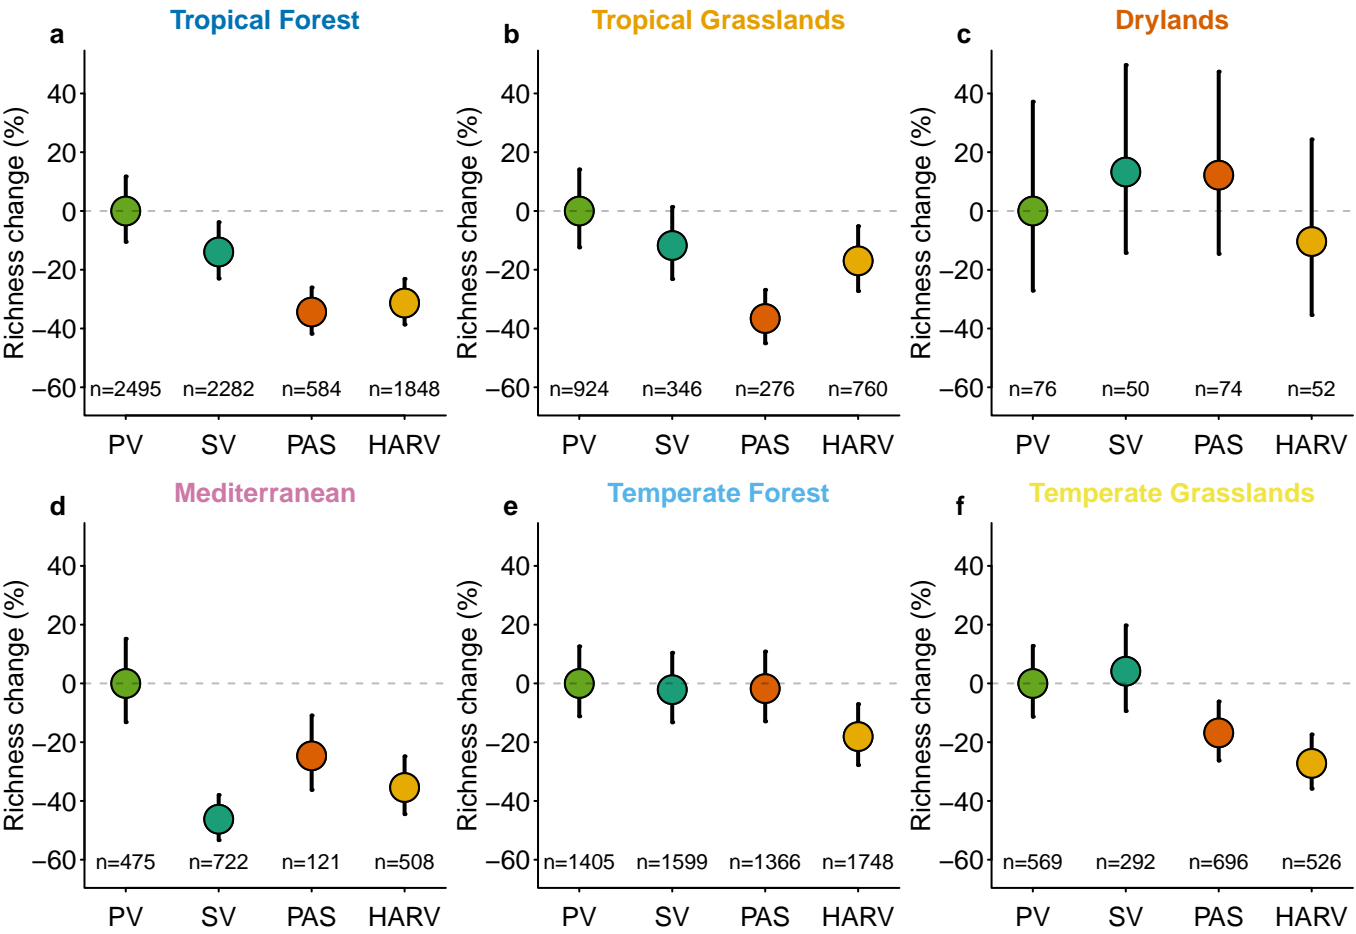 a Tropical Forest
Richness change (%)
40
20
0
−20
−40
−60
n=2495 n=2282 n=584 n=1848
PV SV PAS HARV
b Tropical Grasslands
Richness change (%)
40
20
0
−20
−40
−60
n=924 n=346 n=276 n=760
PV SV PAS HARV
c Drylands
Richness change (%)
40
20
0
−20
−40
−60
n=76 n=50 n=74 n=52
PV SV PAS HARV
d Mediterranean
Richness change (%)
40
20
0
−20
−40
−60
n=475 n=722 n=121 n=508
PV SV PAS HARV
e Temperate Forest
Richness change (%)
40
20
0
−20
−40
−60
n=1405 n=1599 n=1366 n=1748
PV SV PAS HARV
f Temperate Grasslands
Richness change (%)
40
20
0
−20
−40
−60
n=569 n=292 n=696 n=526
PV SV PAS HARV